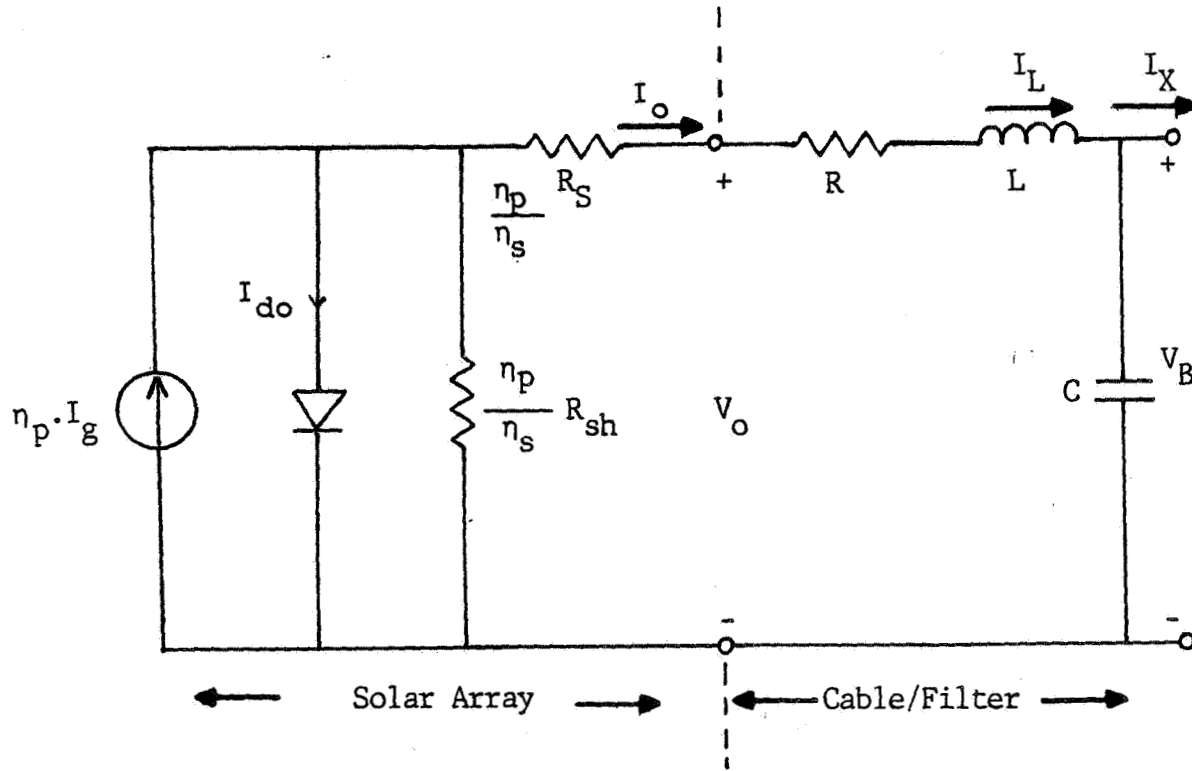 I_L
I_X
I_o
+
R_S
R
L
+
η_p/η_s
I_do
η_p·I_g
η_p/η_s R_sh
V_o
C
V_B
-
-
Solar Array
Cable/Filter